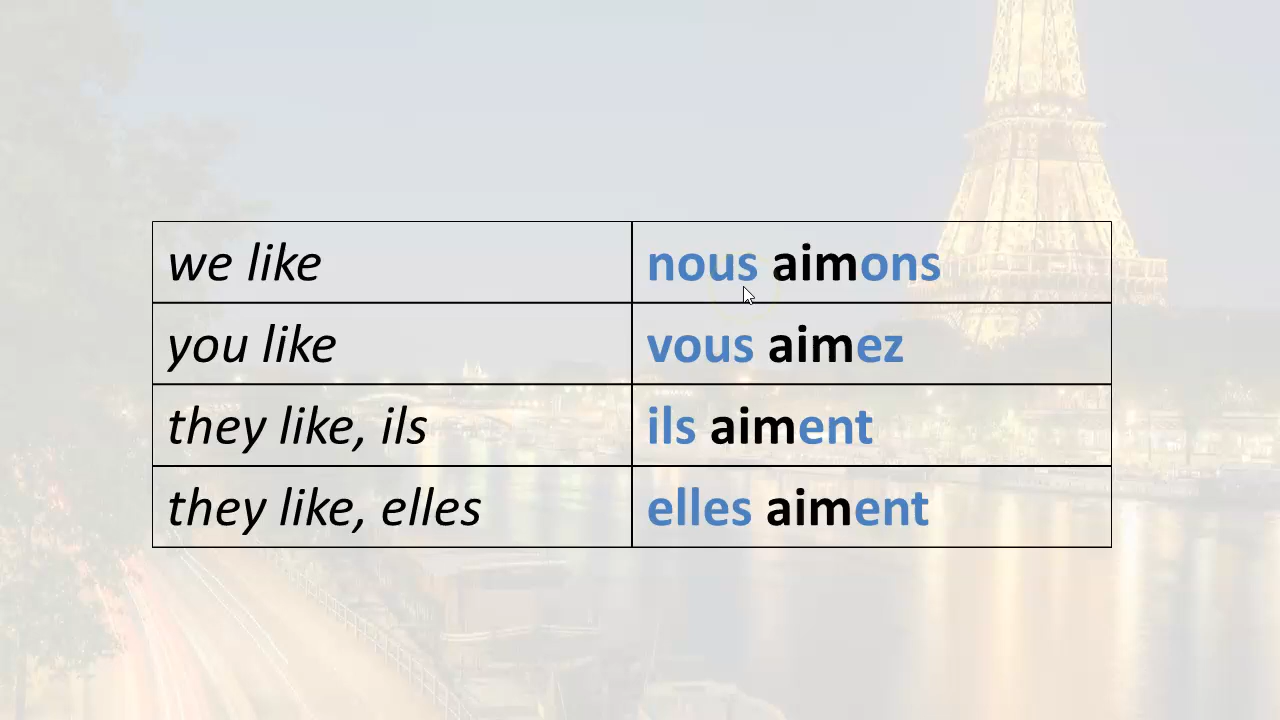 we like nous aimons
you like vous aimez
they like, ils ils aiment
they like, elles elles aiment